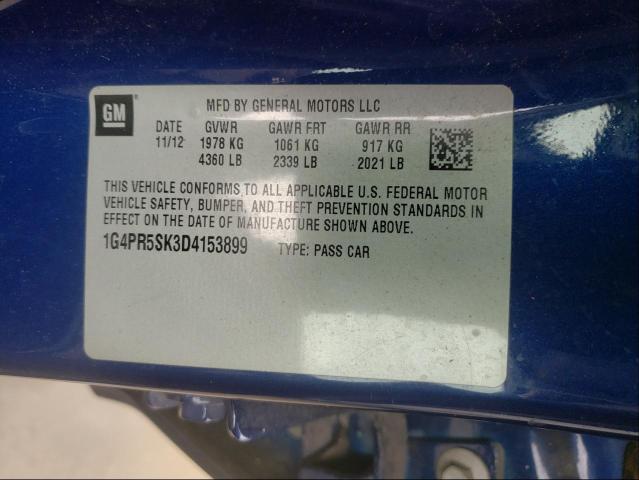 GM
MFD BY GENERAL MOTORS LLC
DATE GVWR GAWR FRT GAWR RR
11/12 1978 KG 1061 KG 917 KG
4360 LB 2339 LB 2021 LB
THIS VEHICLE CONFORMS TO ALL APPLICABLE U.S. FEDERAL MOTOR
VEHICLE SAFETY, BUMPER, AND THEFT PREVENTION STANDARDS IN
EFFECT ON THE DATE OF MANUFACTURE SHOWN ABOVE.
1G4PR5SK3D4153899 TYPE: PASS CAR